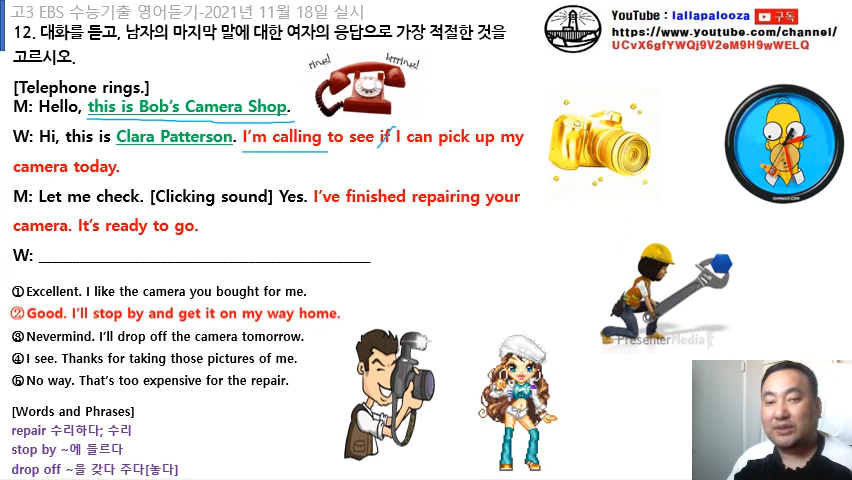 고3 EBS 수능기출 영어듣기-2021년 11월 18일 실시
YouTube : lallapalooza 구독
https://www.youtube.com/channel/
UCvX6gfYWQj9V2eM9H9wWELQ
12. 대화를 듣고, 남자의 마지막 말에 대한 여자의 응답으로 가장 적절한 것을
고르시오.
ring!
brrring!
[Telephone rings.]
M: Hello, this is Bob's Camera Shop.
W: Hi, this is Clara Patterson. I'm calling to see if I can pick up my
camera today.
M: Let me check. [Clicking sound] Yes. I've finished repairing your
camera. It's ready to go.
W: ____________________________________________
① Excellent. I like the camera you bought for me.
② Good. I'll stop by and get it on my way home.
③ Nevermind. I'll drop off the camera tomorrow.
④ I see. Thanks for taking those pictures of me.
⑤ No way. That's too expensive for the repair.
PresenterMedia
[Words and Phrases]
repair 수리하다; 수리
stop by ~에 들르다
drop off ~을 갖다 주다[놓다]